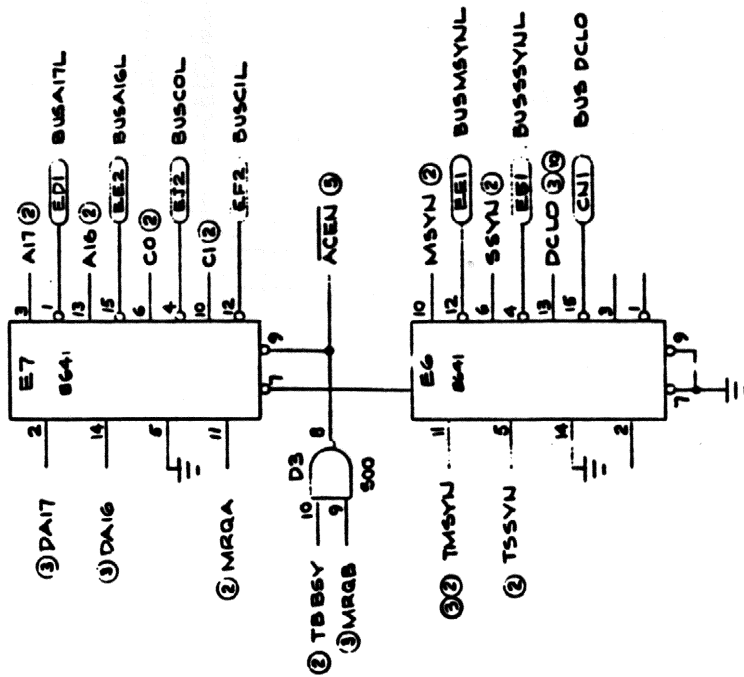 A17 ②
3
2
③ DA17
E7
8641
1
ED1
BUSA17L
A16 ②
13
14
③ DA16
15
EE2
BUSA16L
C0 ②
6
5
4
EJ2
BUSC0L
C1 ②
10
11
② MRQA
12
EF2
BUSC1L
7
9
ACEN ⑤
D3
S00
8
10
② TBBSY
9
③ MRQB
MSYN ②
10
E6
8641
11
③② TMSYN
12
EE1
BUSMSYNL
SSYN ②
6
5
② TSSYN
4
BUSSSYNL
DCLO ③⑩
13
14
15
CN1
BUS DCLO
3
2
1
7
9